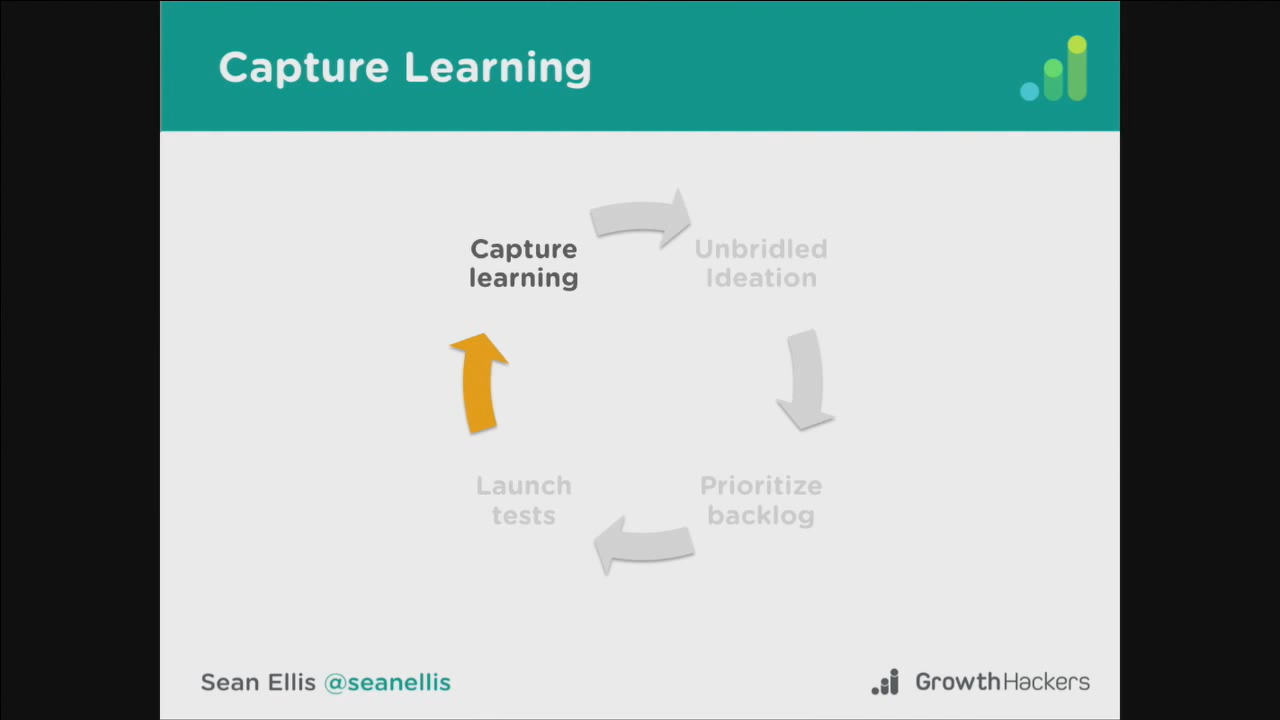 Capture Learning
Capture
learning
Unbridled
Ideation
Launch
tests
Prioritize
backlog
Sean Ellis @seanellis
GrowthHackers